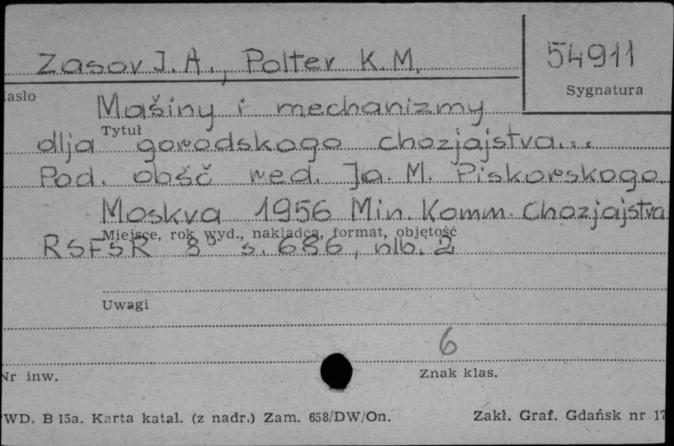 Zasov I. A., Polter K. M.
54911
Sygnatura
asło
Mašiny i mechanizmy
Tytuł
dlja gorodskogo chozjajstva...
Pod. obšč red. Ja. M. Piskorskogo
Moskva 1956 Min. Komm. Chozjajstva
Miejsce, rok wyd., nakładca, format, objętość
RSFSR 8° s. 686, nlb. 2
Uwagi
6
Nr inw.
Znak klas.
WD. B 15a. Karta katal. (z nadr.) Zam. 658/DW/On.
Zakł. Graf. Gdańsk nr 17